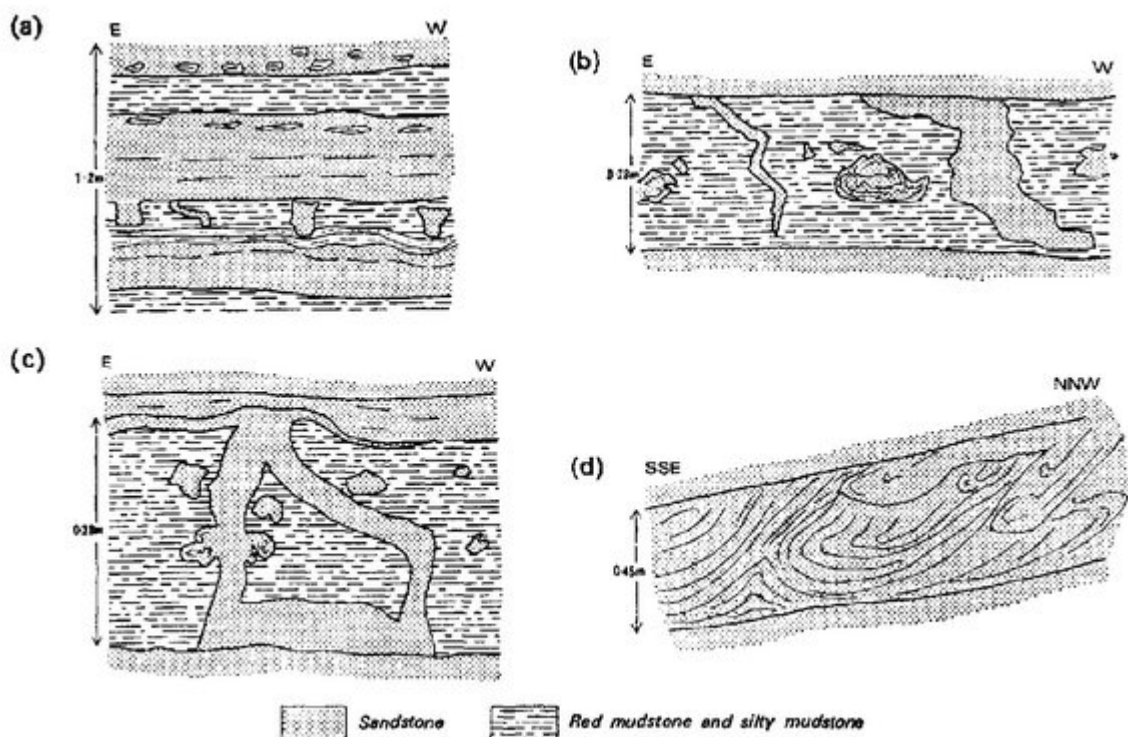 (a)
E
W
1·2m
(b)
E
W
(c)
E
W
(d)
SSE
NNW
0·45m
Sandstone
Red mudstone and silty mudstone